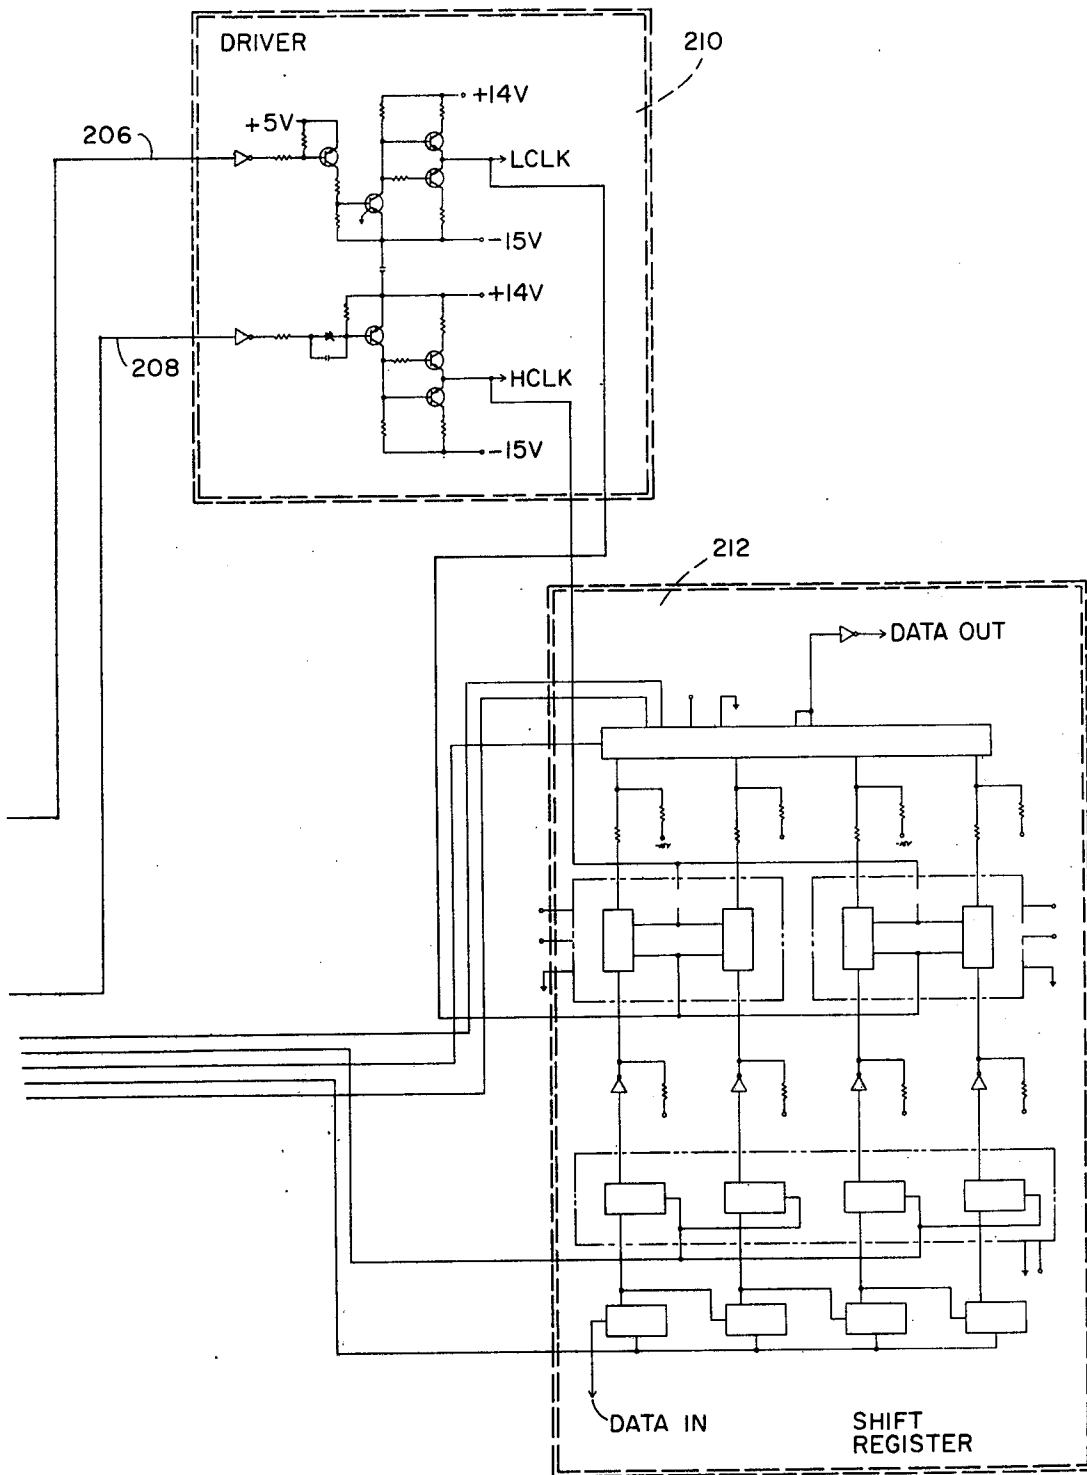 DRIVER
210
+14V
+5V
206
LCLK
-15V
+14V
208
HCLK
-15V
212
DATA OUT
DATA IN
SHIFT
REGISTER